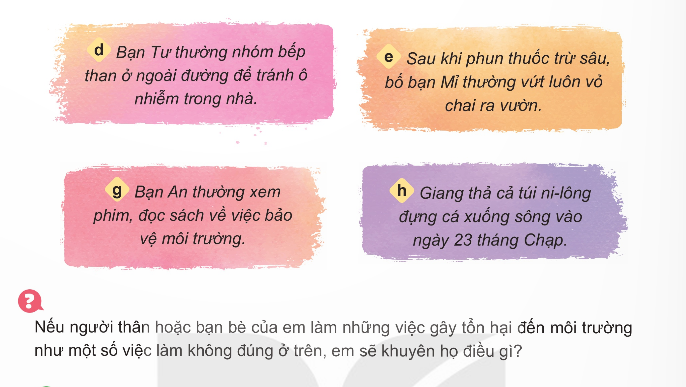 d Bạn Tư thường nhóm bếp
than ở ngoài đường để tránh ô
nhiễm trong nhà.
e Sau khi phun thuốc trừ sâu,
bố bạn Mĩ thường vứt luôn vỏ
chai ra vườn.
g Bạn An thường xem
phim, đọc sách về việc bảo
vệ môi trường.
h Giang thả cả túi ni-lông
đựng cá xuống sông vào
ngày 23 tháng Chạp.
?
Nếu người thân hoặc bạn bè của em làm những việc gây tổn hại đến môi trường
như một số việc làm không đúng ở trên, em sẽ khuyên họ điều gì?